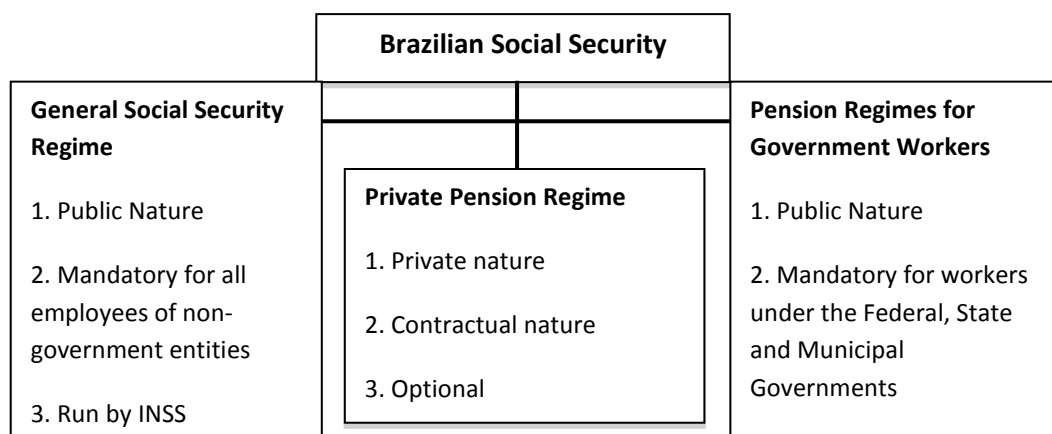 Brazilian Social Security
General Social Security
Regime
1. Public Nature
2. Mandatory for all
employees of non-
government entities
3. Run by INSS
Private Pension Regime
1. Private nature
2. Contractual nature
3. Optional
Pension Regimes for
Government Workers
1. Public Nature
2. Mandatory for workers
under the Federal, State
and Municipal
Governments